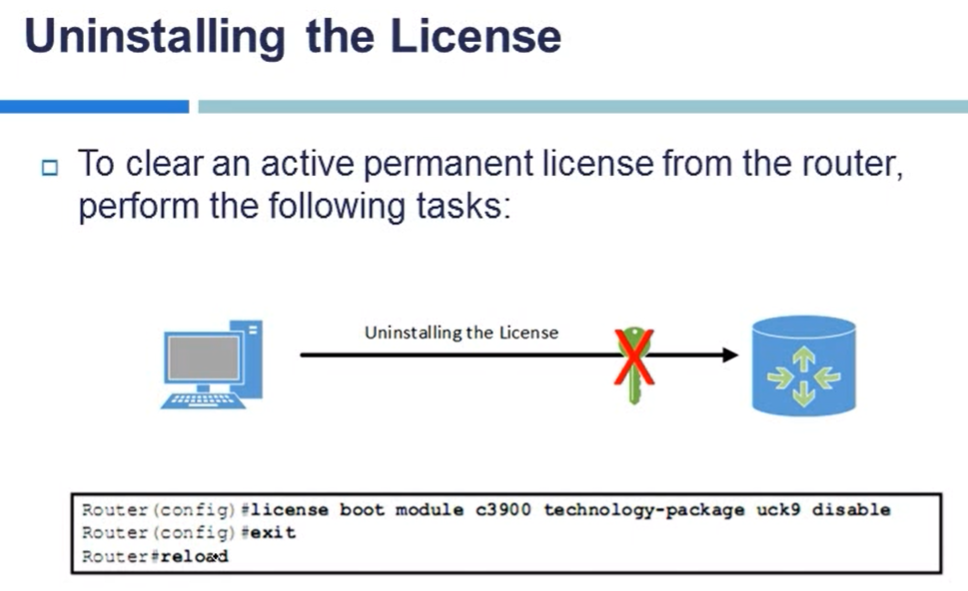 Uninstalling the License
To clear an active permanent license from the router,
perform the following tasks:
Uninstalling the License
Router(config)#license boot module c3900 technology-package uck9 disable
Router(config)#exit
Router#reload